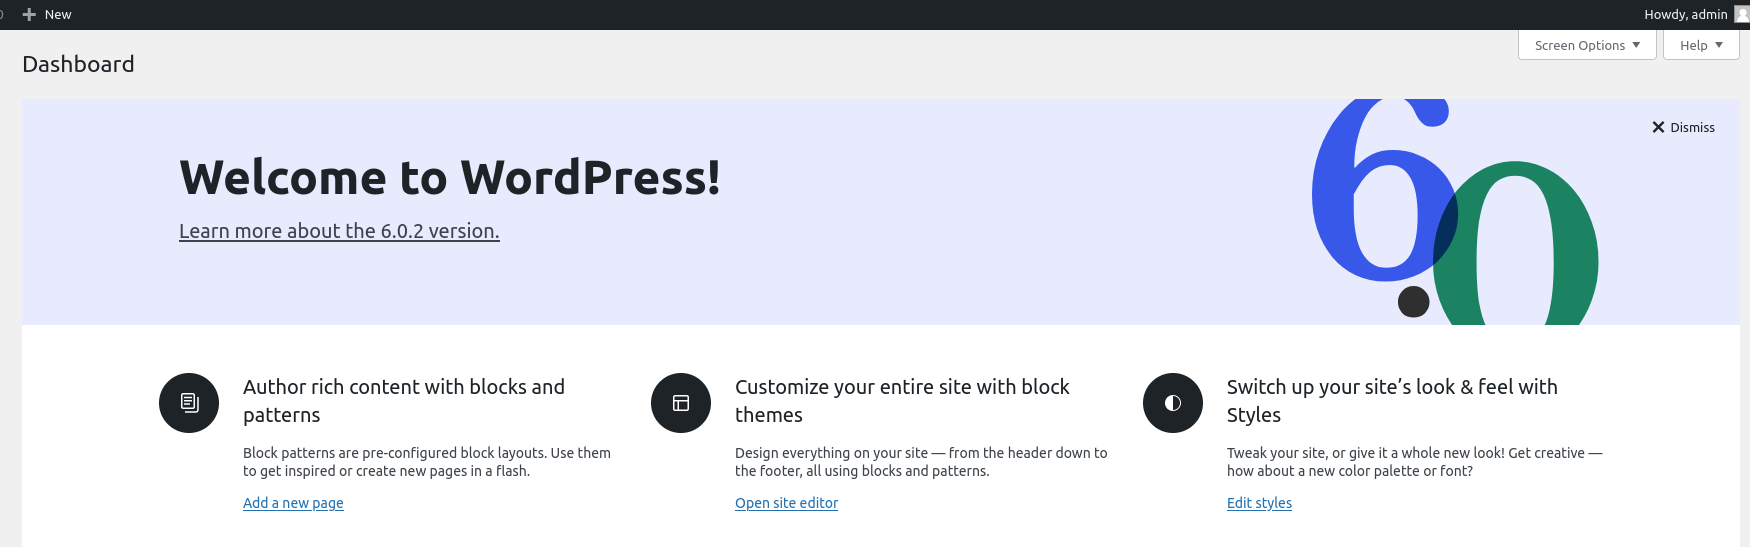 0 New Howdy, admin
Screen Options Help
Dashboard
Dismiss
6.0
Welcome to WordPress!
Learn more about the 6.0.2 version.
Author rich content with blocks and
patterns
Block patterns are pre-configured block layouts. Use them
to get inspired or create new pages in a flash.
Add a new page
Customize your entire site with block
themes
Design everything on your site — from the header down to
the footer, all using blocks and patterns.
Open site editor
Switch up your site’s look & feel with
Styles
Tweak your site, or give it a whole new look! Get creative —
how about a new color palette or font?
Edit styles